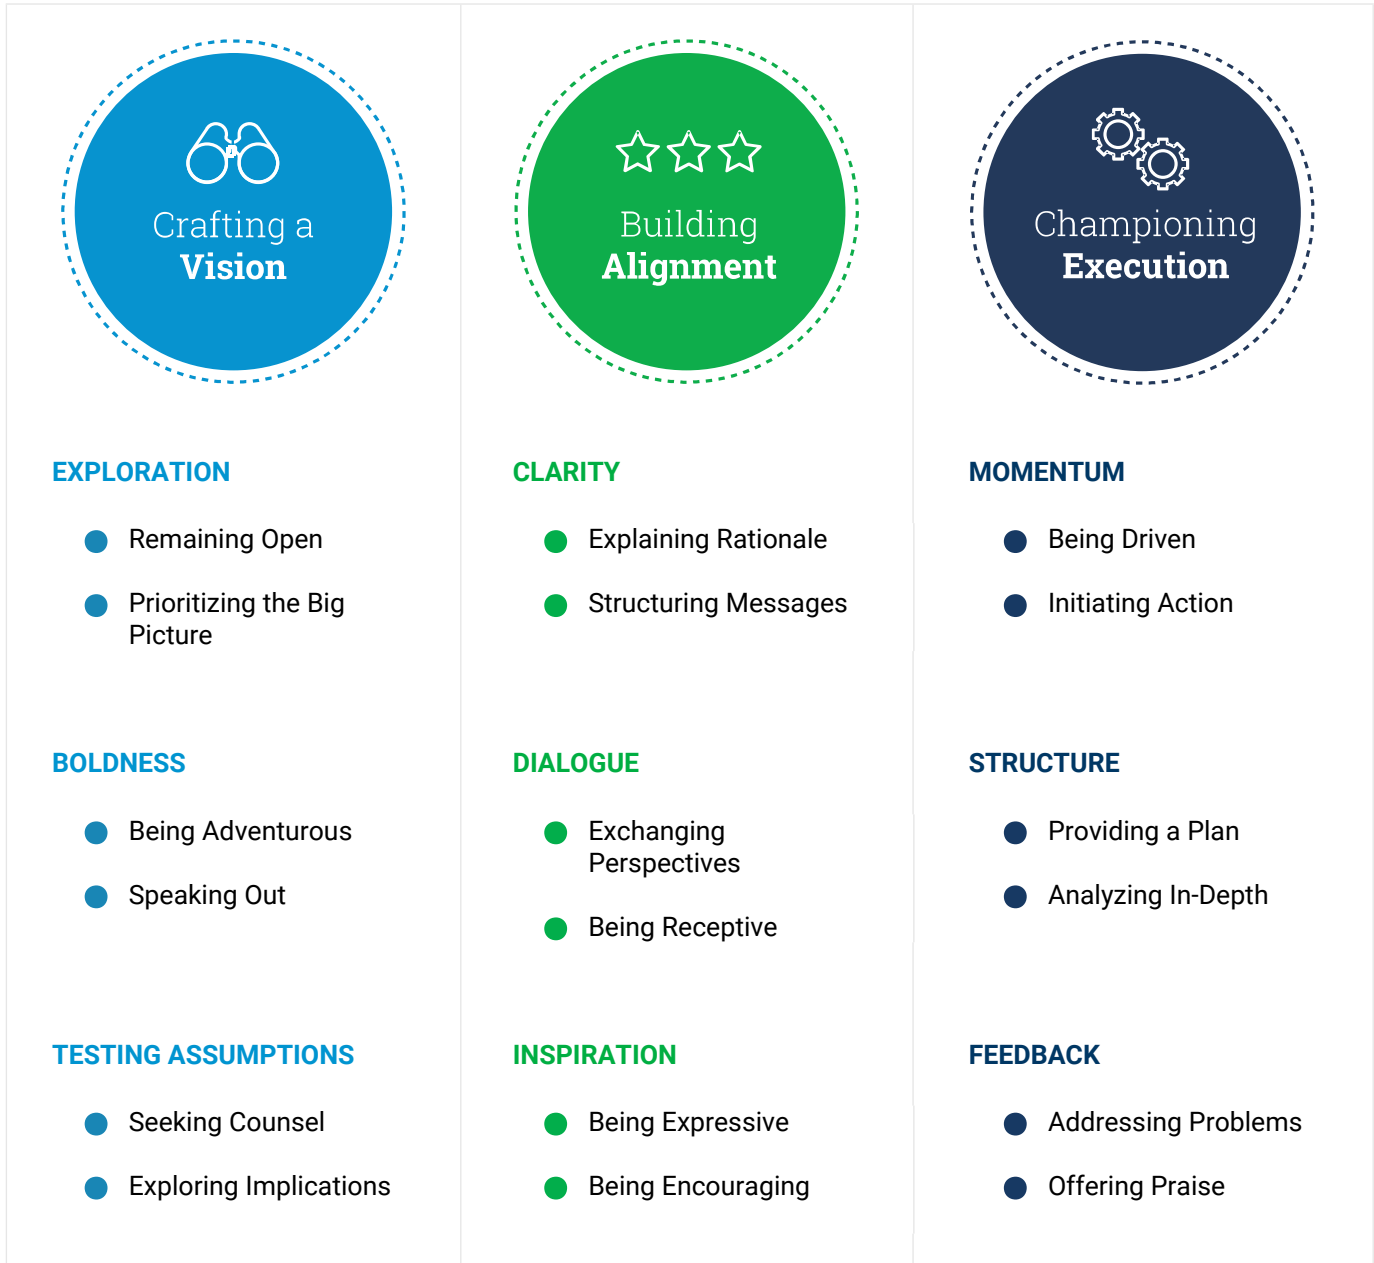 Crafting a
Vision
EXPLORATION
Remaining Open
Prioritizing the Big
Picture
BOLDNESS
Being Adventurous
Speaking Out
TESTING ASSUMPTIONS
Seeking Counsel
Exploring Implications
Building
Alignment
CLARITY
Explaining Rationale
Structuring Messages
DIALOGUE
Exchanging
Perspectives
Being Receptive
INSPIRATION
Being Expressive
Being Encouraging
Championing
Execution
MOMENTUM
Being Driven
Initiating Action
STRUCTURE
Providing a Plan
Analyzing In-Depth
FEEDBACK
Addressing Problems
Offering Praise